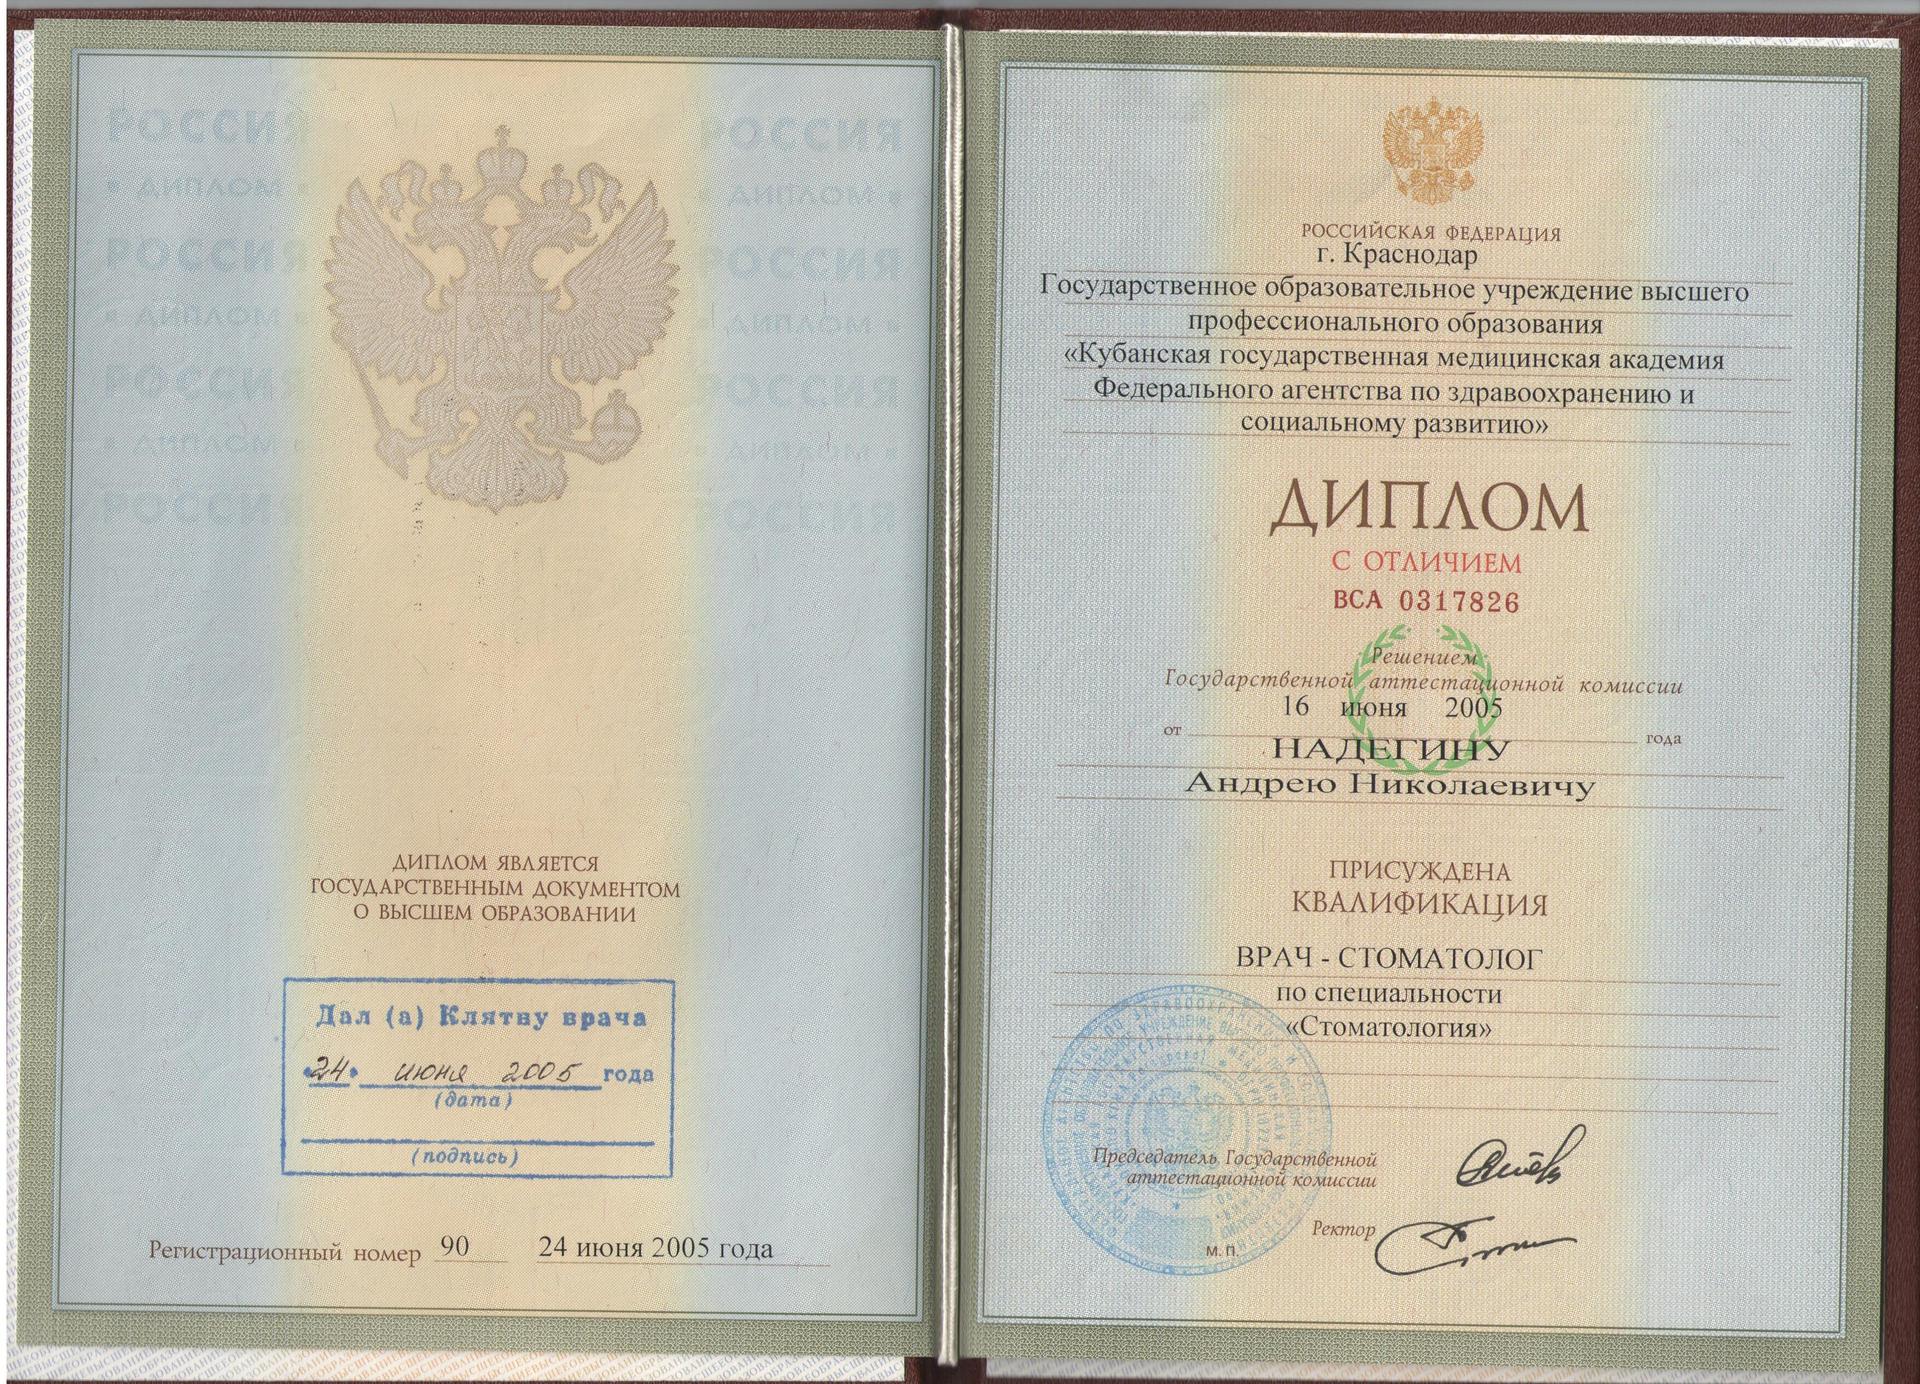 РОССИЯ РОССИЯ
• ДИПЛОМ • • ДИПЛОМ •
РОССИЯ РОССИЯ
• ДИПЛОМ • • ДИПЛОМ •
РОССИЯ РОССИЯ
• ДИПЛОМ • • ДИПЛОМ •
РОССИЯ РОССИЯ
ДИПЛОМ ЯВЛЯЕТСЯ
ГОСУДАРСТВЕННЫМ ДОКУМЕНТОМ
О ВЫСШЕМ ОБРАЗОВАНИИ
Дал (а) Клятву врача
«24» июня 2005 года
(дата)
(подпись)
Регистрационный номер 90 24 июня 2005 года
РОССИЙСКАЯ ФЕДЕРАЦИЯ
г. Краснодар
Государственное образовательное учреждение высшего
профессионального образования
«Кубанская государственная медицинская академия
Федерального агентства по здравоохранению и
социальному развитию»
ДИПЛОМ
С ОТЛИЧИЕМ
ВСА 0317826
Решением
Государственной аттестационной комиссии
16 июня 2005
от года
НАДЕГИНУ
Андрею Николаевичу
ПРИСУЖДЕНА
КВАЛИФИКАЦИЯ
ВРАЧ - СТОМАТОЛОГ
по специальности
«Стоматология»
Председатель Государственной
аттестационной комиссии
Ректор
М.П.